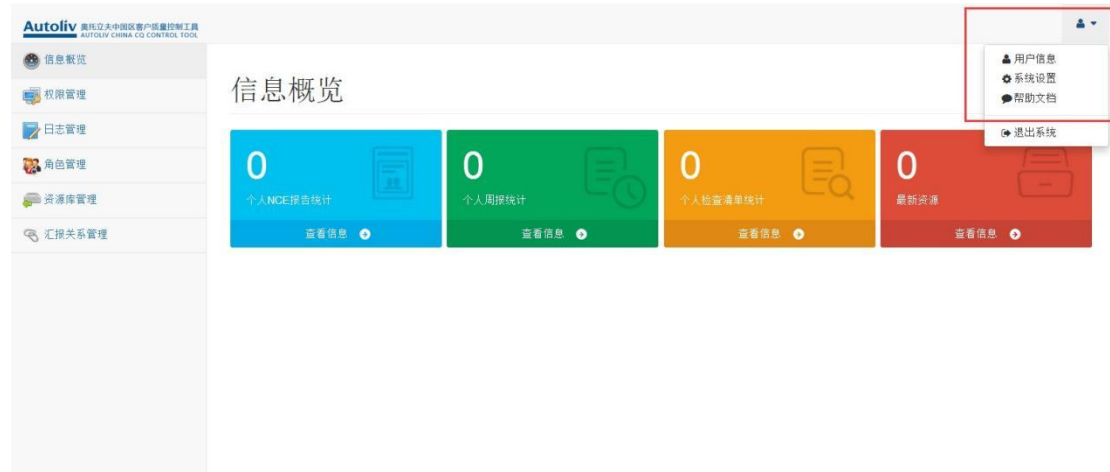 Autoliv 奥托立夫中国区客户质量控制工具
AUTOLIV CHINA CQ CONTROL TOOL
信息概览
权限管理
日志管理
角色管理
资源库管理
汇报关系管理
用户信息
系统设置
帮助文档
退出系统
信息概览
0
个人NCE报告统计
查看信息
0
个人周报统计
查看信息
0
个人检查清单统计
查看信息
0
最新资源
查看信息